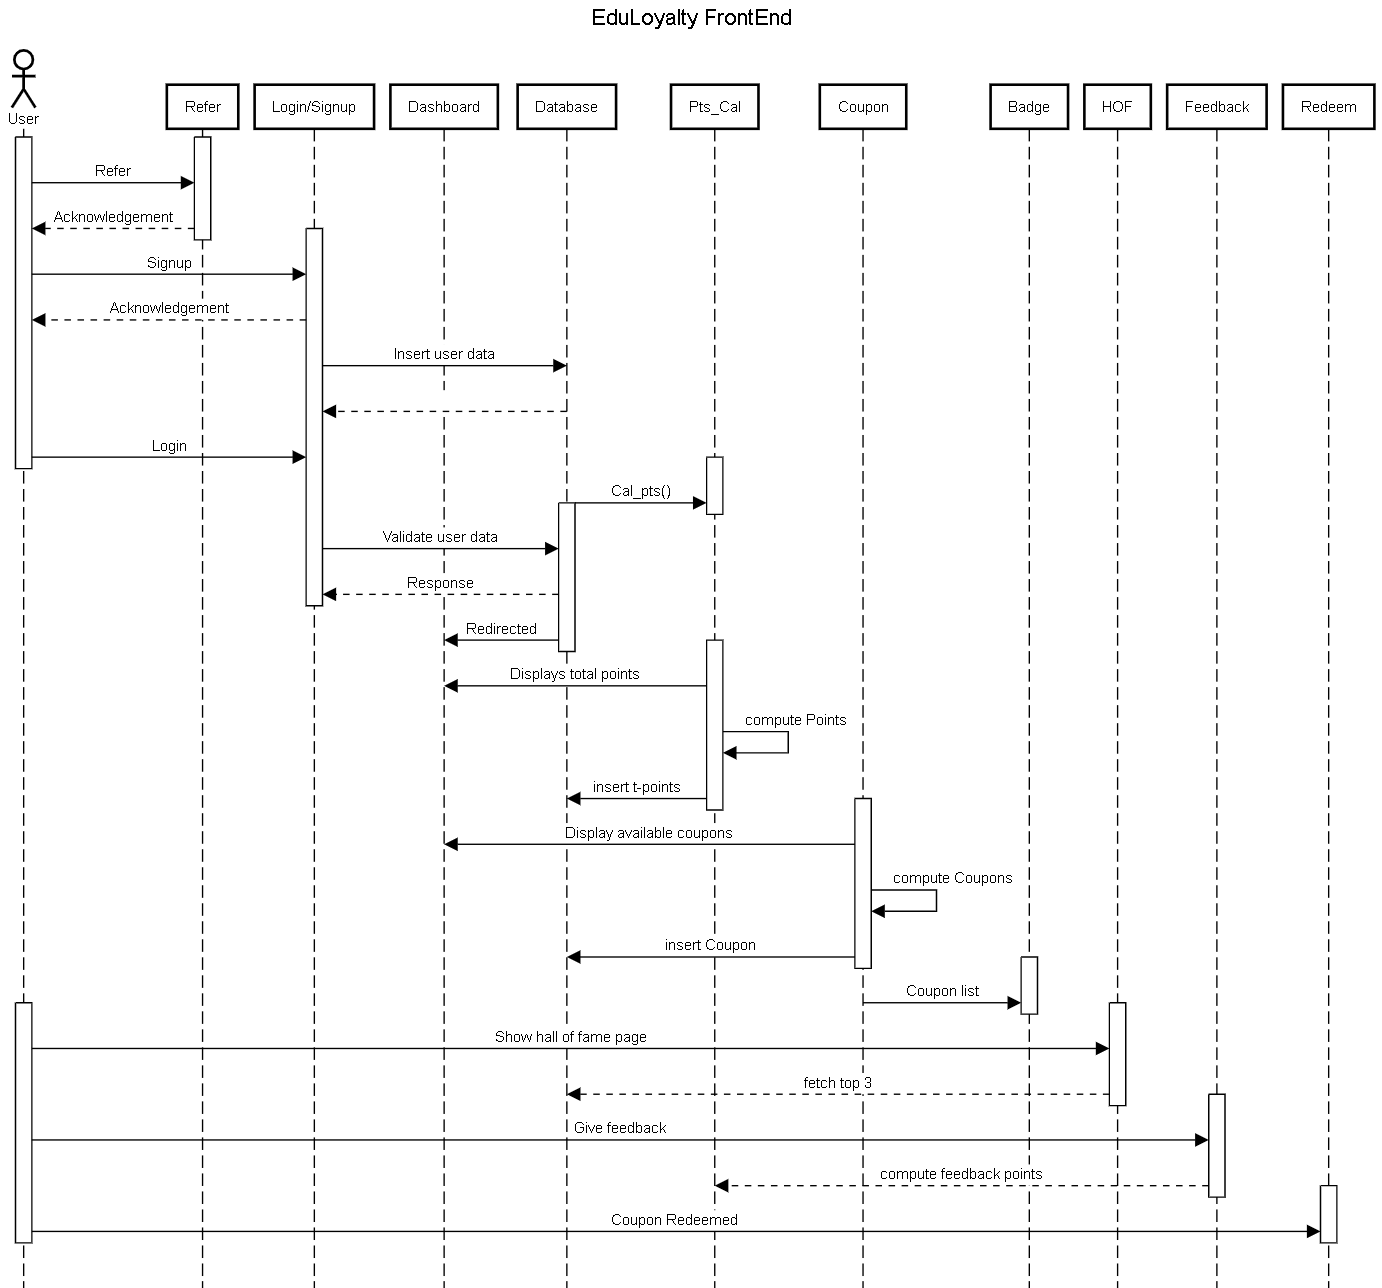 EduLoyalty FrontEnd
User
Refer
Login/Signup
Dashboard
Database
Pts_Cal
Coupon
Badge
HOF
Feedback
Redeem
Refer
Acknowledgement
Signup
Acknowledgement
Insert user data
Login
Cal_pts()
Validate user data
Response
Redirected
Displays total points
compute Points
insert t-points
Display available coupons
compute Coupons
insert Coupon
Coupon list
Show hall of fame page
fetch top 3
Give feedback
compute feedback points
Coupon Redeemed